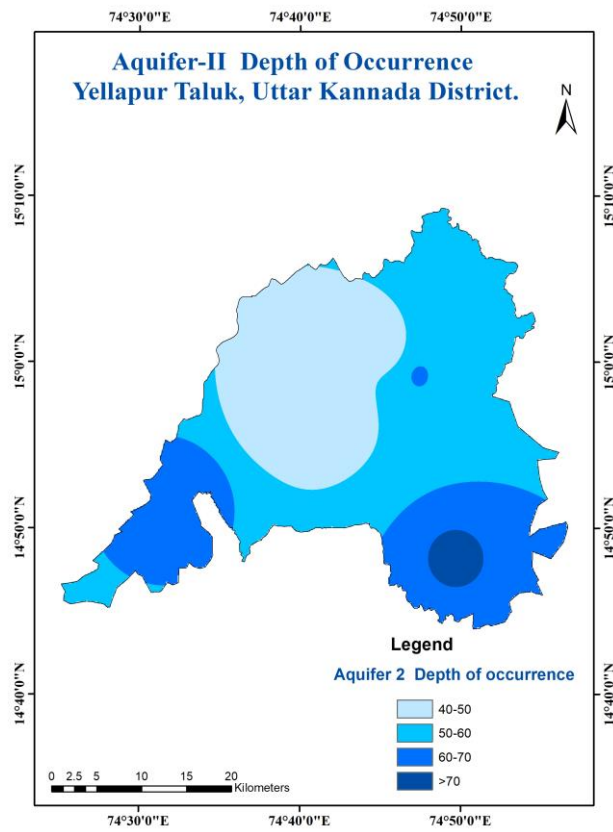 74°30'0"E 74°40'0"E 74°50'0"E
Aquifer-II Depth of Occurrence
Yellapur Taluk, Uttar Kannada District.
N
15°10'0"N 15°10'0"N
15°0'0"N 15°0'0"N
14°50'0"N 14°50'0"N
14°40'0"N 14°40'0"N
Legend
Aquifer 2 Depth of occurrence
40-50
50-60
60-70
>70
0 2.5 5 10 15 20
Kilometers
74°30'0"E 74°40'0"E 74°50'0"E